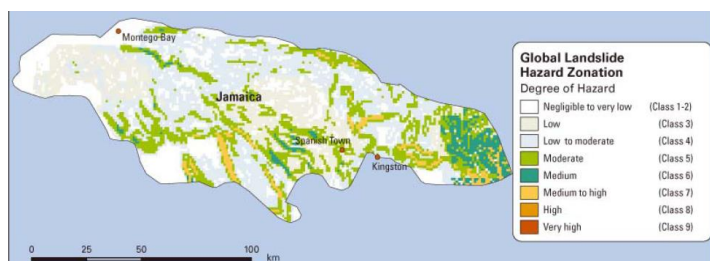 Montego Bay
Jamaica
Spanish Town
Kingston
0 25 50 100
km
Global Landslide
Hazard Zonation
Degree of Hazard
Negligible to very low (Class 1-2)
Low (Class 3)
Low to moderate (Class 4)
Moderate (Class 5)
Medium (Class 6)
Medium to high (Class 7)
High (Class 8)
Very high (Class 9)